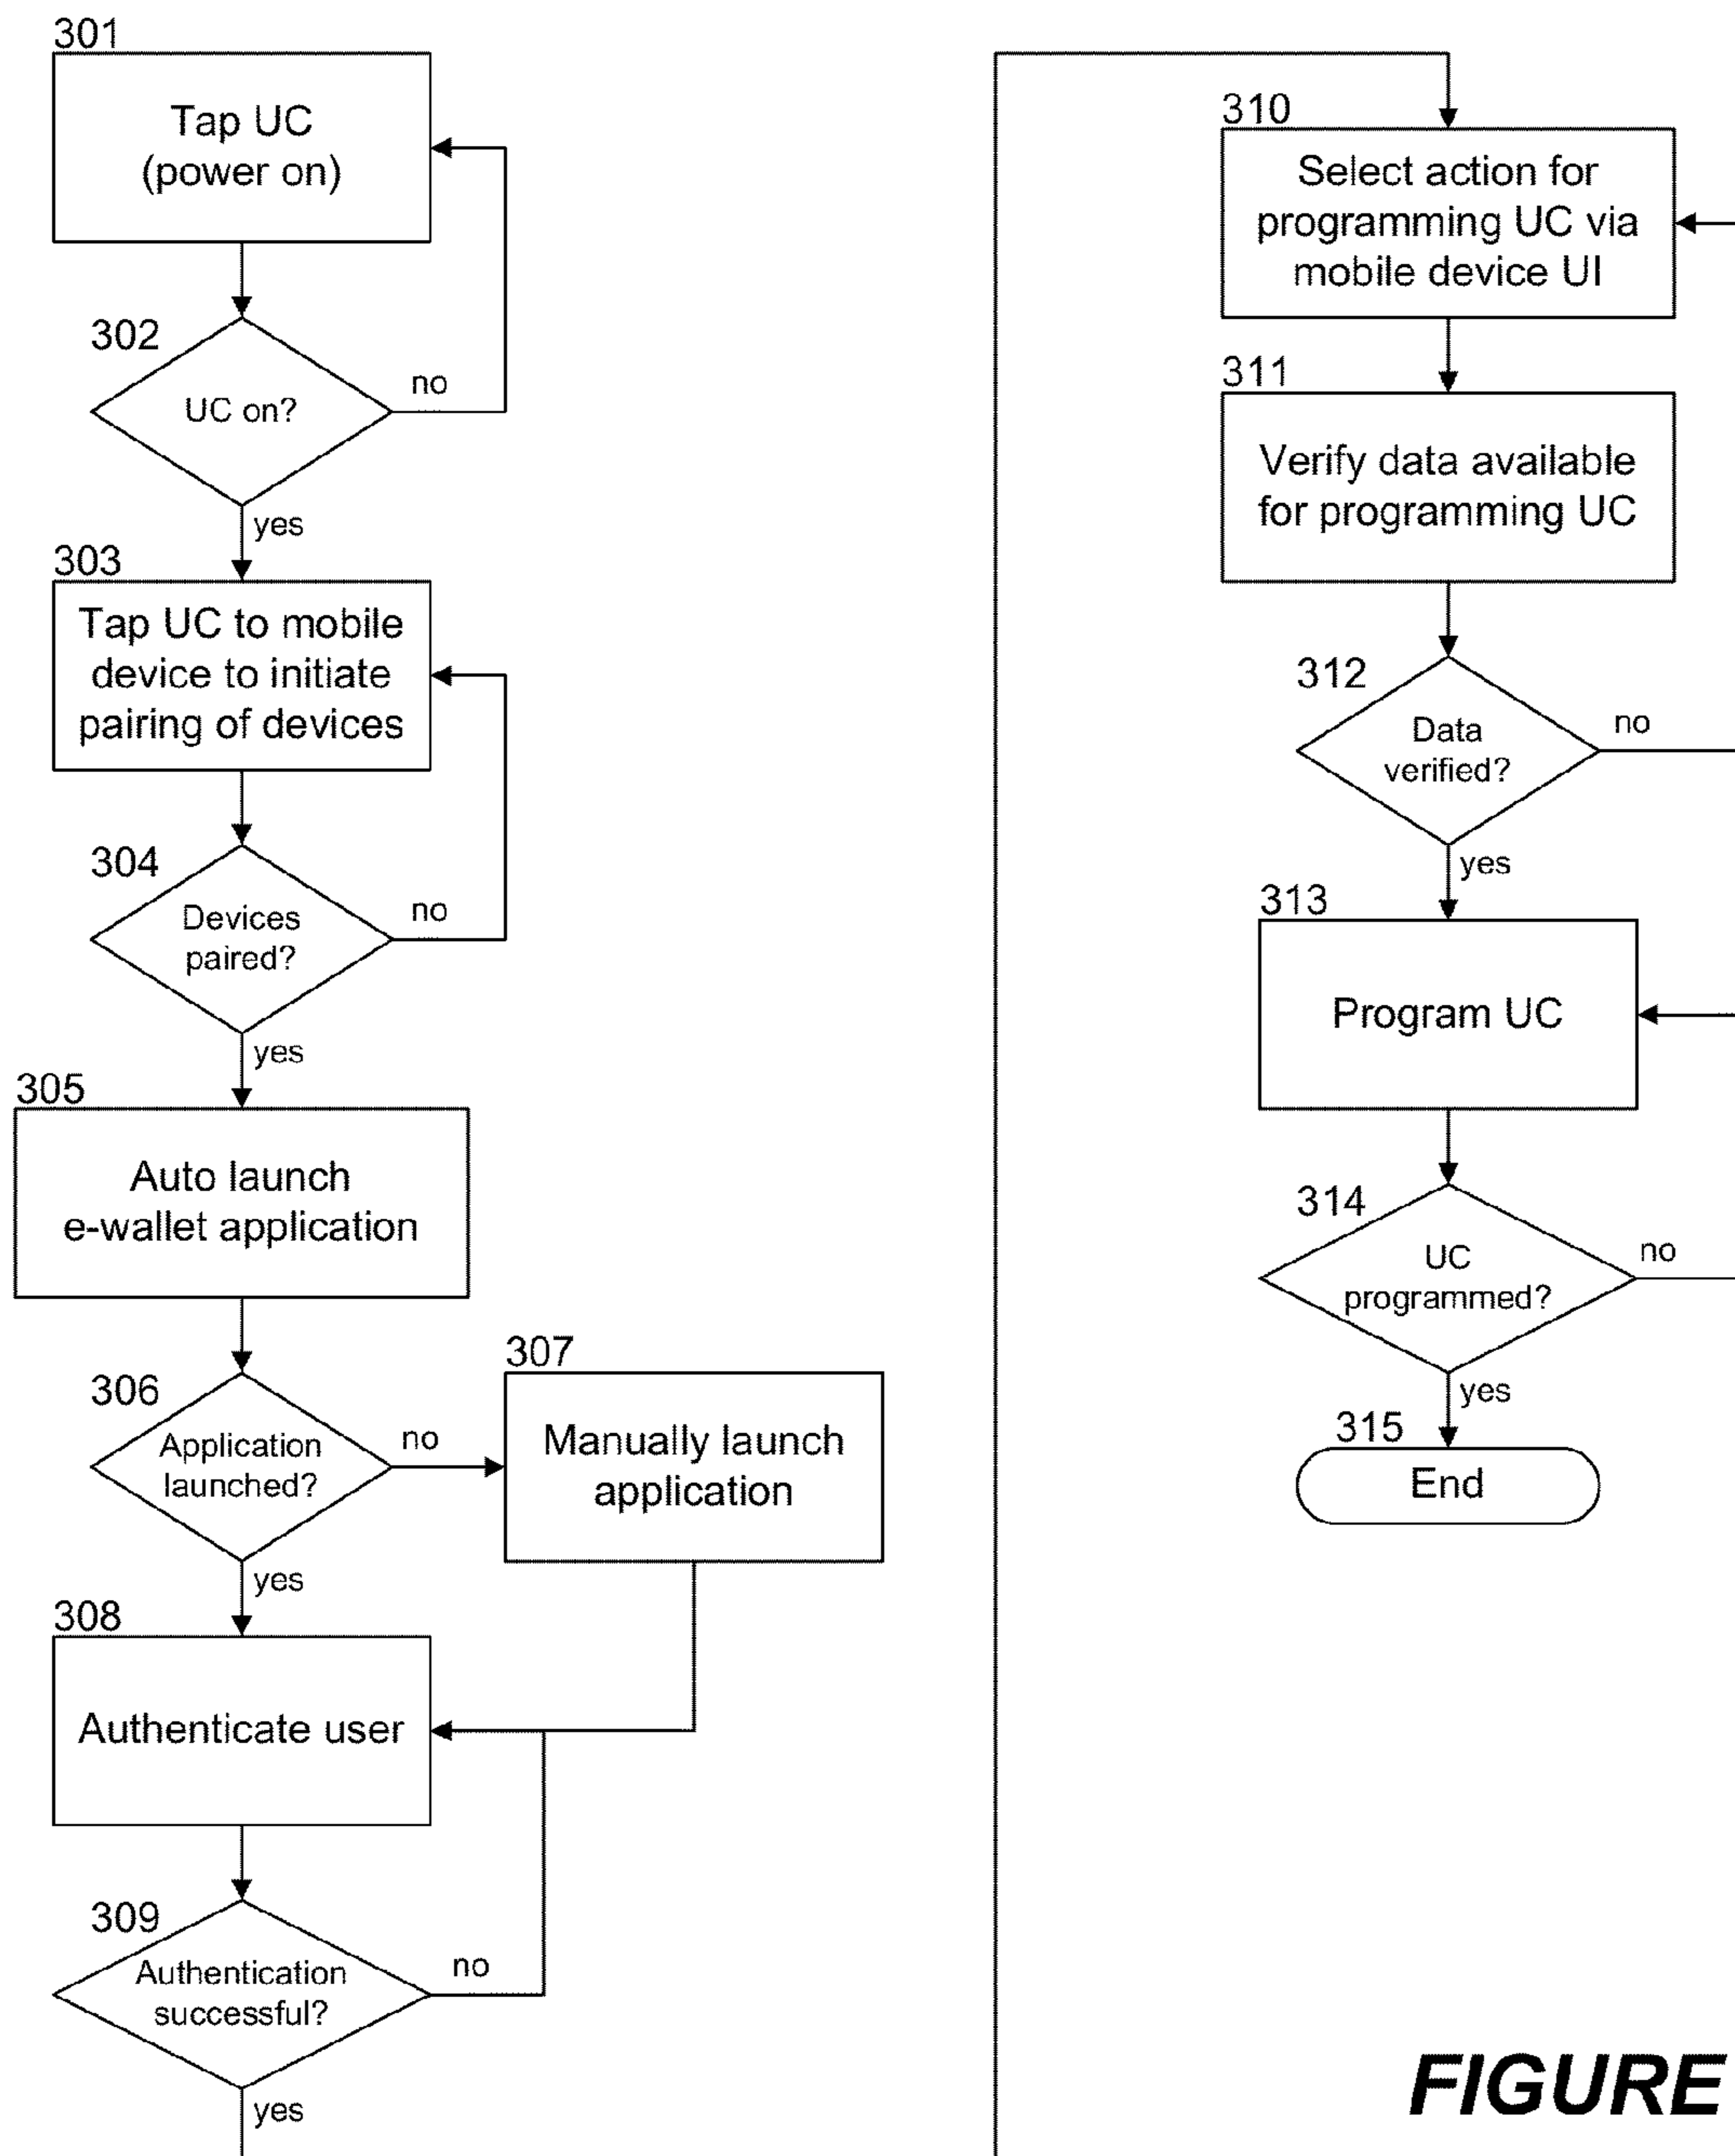 301
Tap UC
(power on)
302
UC on?
no
yes
303
Tap UC to mobile
device to initiate
pairing of devices
304
Devices
paired?
no
yes
305
Auto launch
e-wallet application
306
Application
launched?
no
307
Manually launch
application
yes
308
Authenticate user
309
Authentication
successful?
no
yes
310
Select action for
programming UC via
mobile device UI
311
Verify data available
for programming UC
312
Data
verified?
no
yes
313
Program UC
314
UC
programmed?
no
yes
315
End
FIGURE